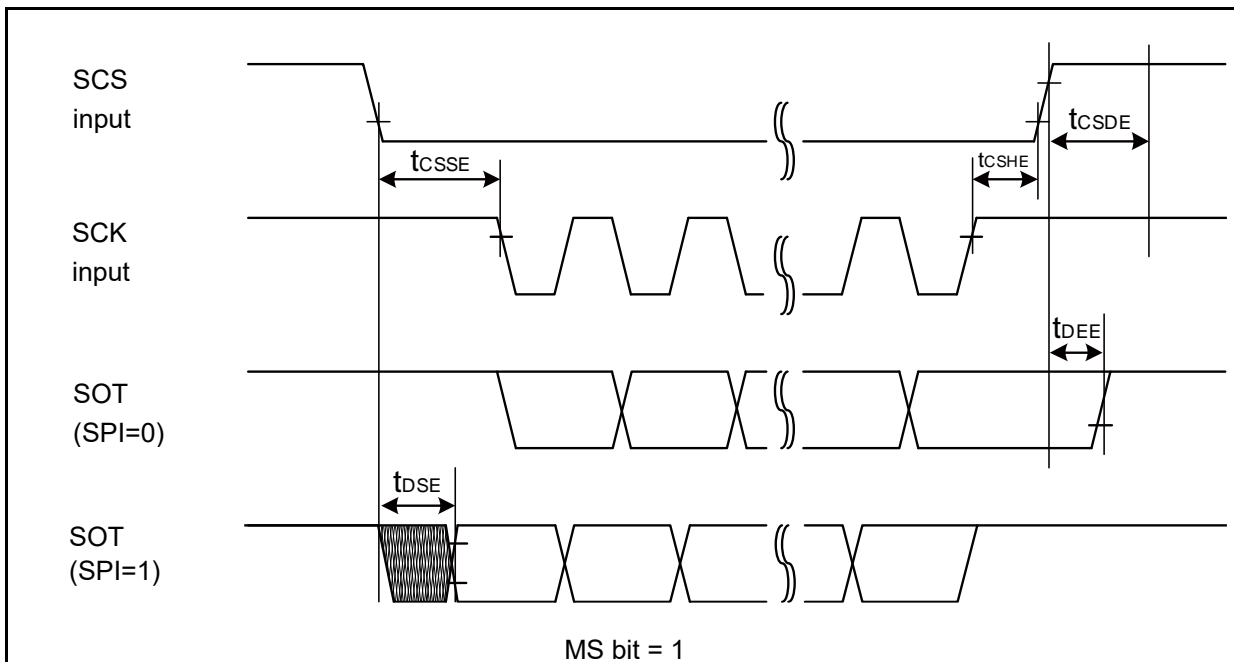 SCS
input
tCSDE
tCSSE
tCSHE
SCK
input
tDEE
SOT
(SPI=0)
tDSE
SOT
(SPI=1)
MS bit = 1